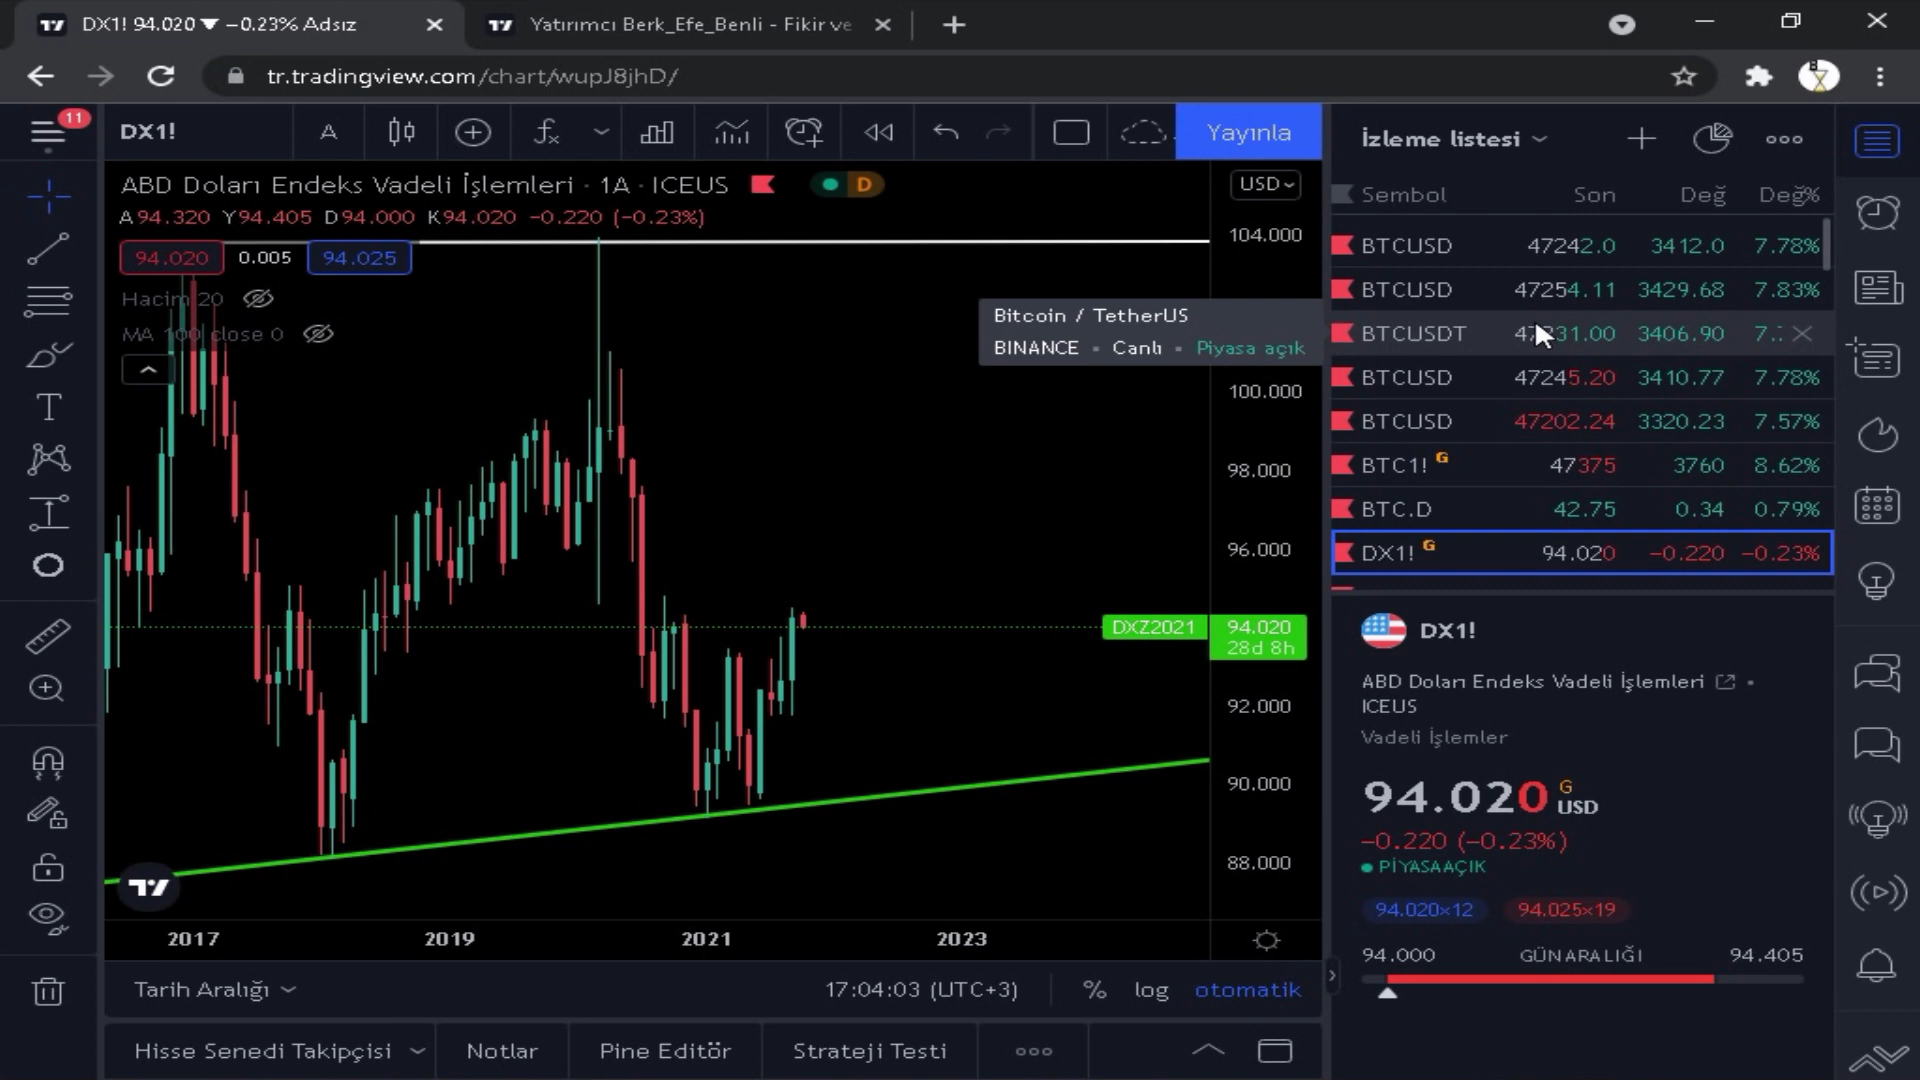 DX1! 94.020 ▼ −0.23% Adsız
Yatırımcı Berk_Efe_Benli - Fikir ve
tr.tradingview.com/chart/wupJ8jhD/
11
DX1!
A
Yayınla
İzleme listesi
ABD Doları Endeks Vadeli İşlemleri · 1A · ICEUS
D
USD
A94.320 Y94.405 D94.000 K94.020 −0.220 (−0.23%)
94.020 0.005 94.025
Hacim 20
MA 100 close 0
Sembol Son Değ Değ%
BTCUSD 47242.0 3412.0 7.78%
BTCUSD 47254.11 3429.68 7.83%
BTCUSDT 31.00 3406.90 7..
BTCUSD 47245.20 3410.77 7.78%
BTCUSD 47202.24 3320.23 7.57%
BTC1! G 47375 3760 8.62%
BTC.D 42.75 0.34 0.79%
DX1! G 94.020 −0.220 −0.23%
Bitcoin / TetherUS
BINANCE • Canlı • Piyasa açık
104.000
100.000
98.000
96.000
DXZ2021 94.020
28d 8h
92.000
90.000
88.000
2017 2019 2021 2023
DX1!
ABD Doları Endeks Vadeli İşlemleri •
ICEUS
Vadeli İşlemler
94.020 G USD
−0.220 (−0.23%)
PİYASA AÇIK
94.020×12 94.025×19
94.000 GÜN ARALIĞI 94.405
Tarih Aralığı
17:04:03 (UTC+3)
% log otomatik
Hisse Senedi Takipçisi
Notlar
Pine Editör
Strateji Testi